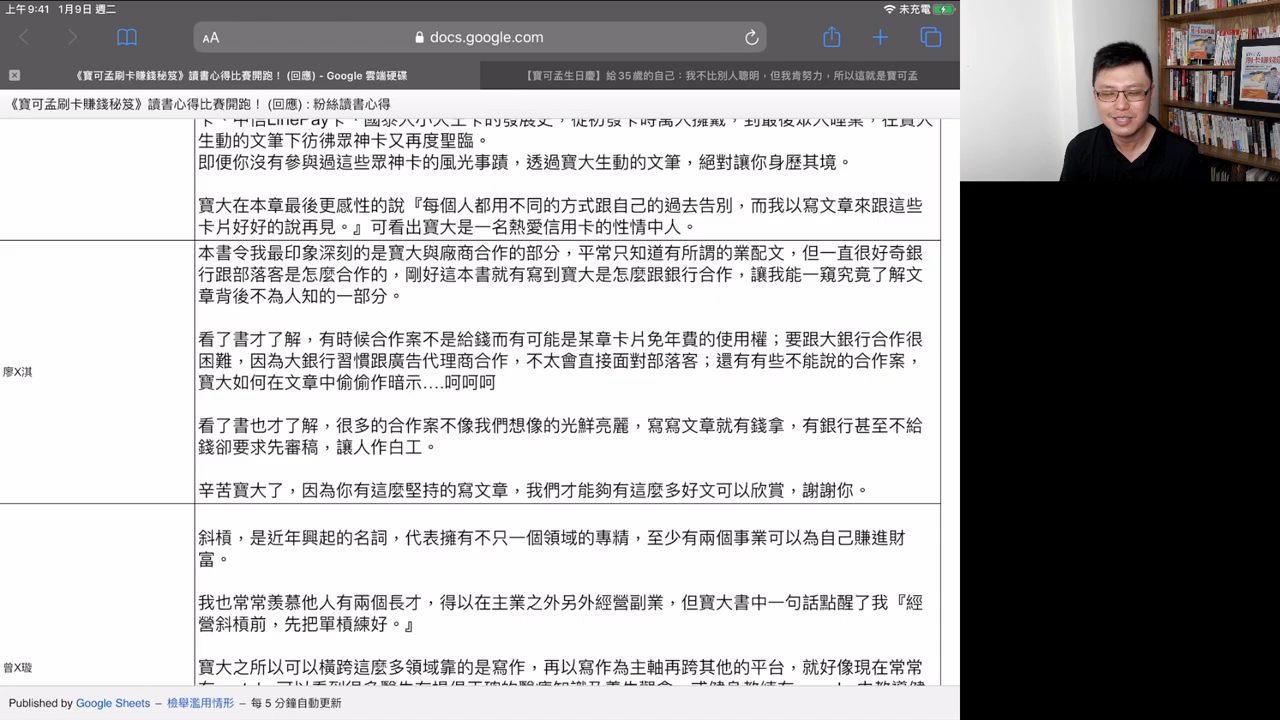 上午9:41 1月9日 週二
未充電
AA
docs.google.com
《寶可孟刷卡賺錢秘笈》讀書心得比賽開跑！ (回應) - Google 雲端硬碟
【寶可孟生日慶】給35歲的自己：我不比別人聰明，但我肯努力，所以這就是寶可孟
《寶可孟刷卡賺錢秘笈》讀書心得比賽開跑！ (回應) : 粉絲讀書心得
生動的文筆下彷彿眾神卡又再度聖臨。
即便你沒有參與過這些眾神卡的風光事蹟，透過寶大生動的文筆，絕對讓你身歷其境。
寶大在本章最後更感性的說『每個人都用不同的方式跟自己的過去告別，而我以寫文章來跟這些
卡片好好的說再見。』可看出寶大是一名熱愛信用卡的性情中人。
廖X淇
本書令我最印象深刻的是寶大與廠商合作的部分，平常只知道有所謂的業配文，但一直很好奇銀
行跟部落客是怎麼合作的，剛好這本書就有寫到寶大是怎麼跟銀行合作，讓我能一窺究竟了解文
章背後不為人知的一部分。
看了書才了解，有時候合作案不是給錢而有可能是某章卡片免年費的使用權；要跟大銀行合作很
困難，因為大銀行習慣跟廣告代理商合作，不太會直接面對部落客；還有有些不能說的合作案，
寶大如何在文章中偷偷作暗示....呵呵呵
看了書也才了解，很多的合作案不像我們想像的光鮮亮麗，寫寫文章就有錢拿，有銀行甚至不給
錢卻要求先審稿，讓人作白工。
辛苦寶大了，因為你有這麼堅持的寫文章，我們才能夠有這麼多好文可以欣賞，謝謝你。
曾X璇
斜槓，是近年興起的名詞，代表擁有不只一個領域的專精，至少有兩個事業可以為自己賺進財
富。
我也常常羨慕他人有兩個長才，得以在主業之外另外經營副業，但寶大書中一句話點醒了我『經
營斜槓前，先把單槓練好。』
寶大之所以可以橫跨這麼多領域靠的是寫作，再以寫作為主軸再跨其他的平台，就好像現在常常
Published by Google Sheets – 檢舉濫用情形 – 每 5 分鐘自動更新